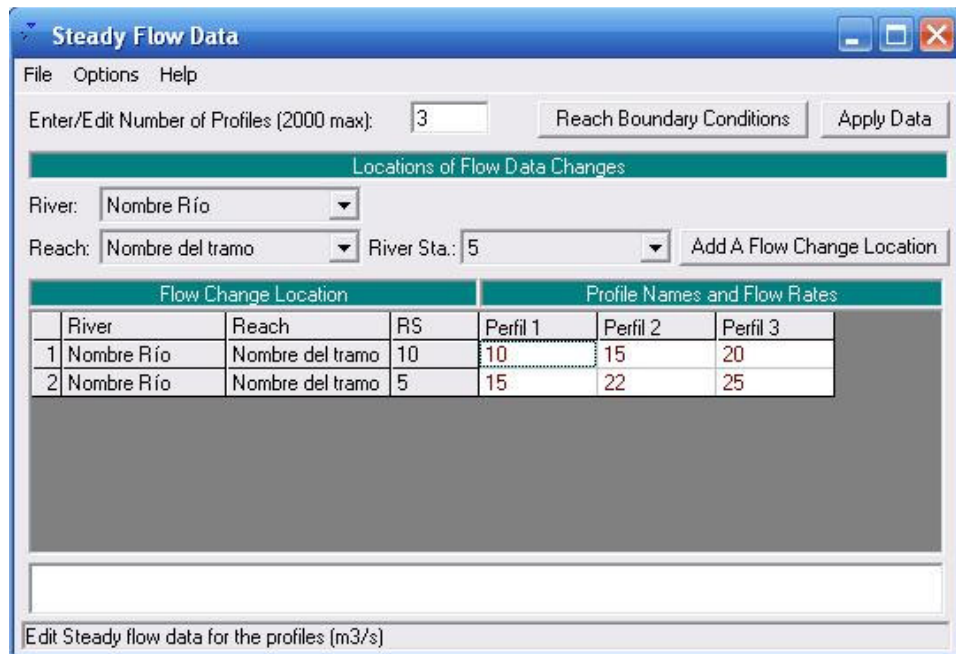 Steady Flow Data
File Options Help
Enter/Edit Number of Profiles (2000 max): 3 Reach Boundary Conditions Apply Data
Locations of Flow Data Changes
River: Nombre Río
Reach: Nombre del tramo River Sta.: 5 Add A Flow Change Location
Flow Change Location Profile Names and Flow Rates
River Reach RS Perfil 1 Perfil 2 Perfil 3
1 Nombre Río Nombre del tramo 10 10 15 20
2 Nombre Río Nombre del tramo 5 15 22 25
Edit Steady flow data for the profiles (m3/s)